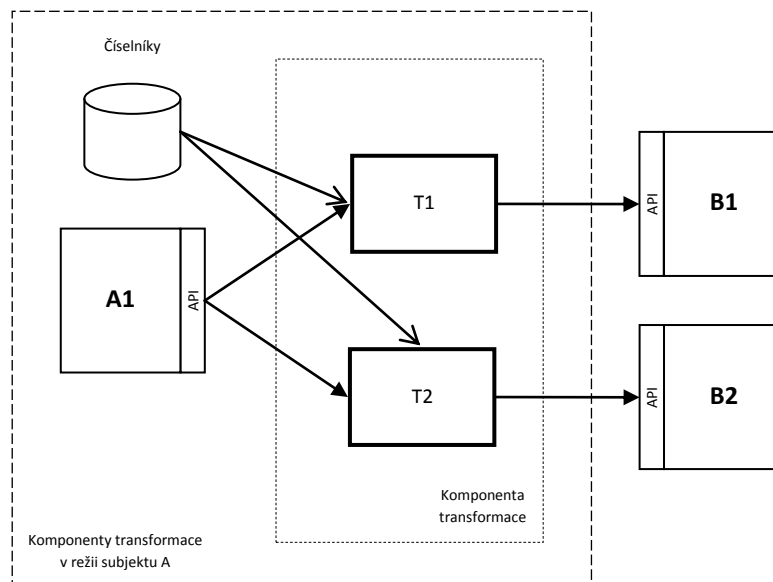 Číselníky
T1
API
B1
A1
API
T2
API
B2
Komponenta
transformace
Komponenty transformace
v režii subjektu A